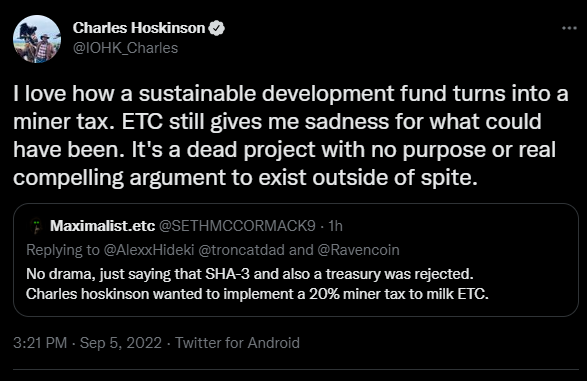 Charles Hoskinson
@IOHK_Charles
I love how a sustainable development fund turns into a
miner tax. ETC still gives me sadness for what could
have been. It's a dead project with no purpose or real
compelling argument to exist outside of spite.
Maximalist.etc @SETHMCCORMACK9 · 1h
Replying to @AlexxHideki @troncatdad and @Ravencoin
No drama, just saying that SHA-3 and also a treasury was rejected.
Charles hoskinson wanted to implement a 20% miner tax to milk ETC.
3:21 PM · Sep 5, 2022 · Twitter for Android